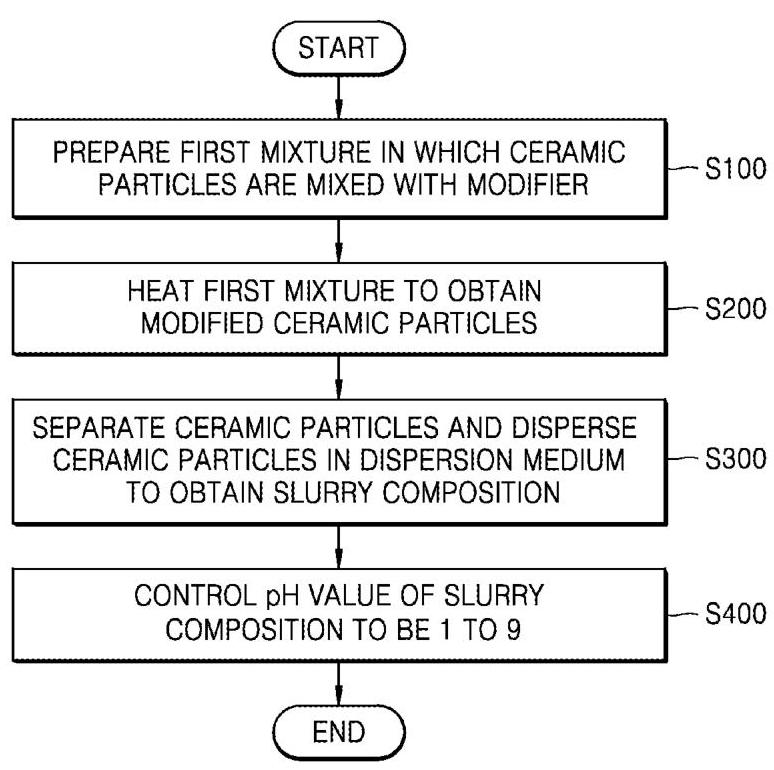 START
PREPARE FIRST MIXTURE IN WHICH CERAMIC
PARTICLES ARE MIXED WITH MODIFIER
S100
HEAT FIRST MIXTURE TO OBTAIN
MODIFIED CERAMIC PARTICLES
S200
SEPARATE CERAMIC PARTICLES AND DISPERSE
CERAMIC PARTICLES IN DISPERSION MEDIUM
TO OBTAIN SLURRY COMPOSITION
S300
CONTROL pH VALUE OF SLURRY
COMPOSITION TO BE 1 TO 9
S400
END